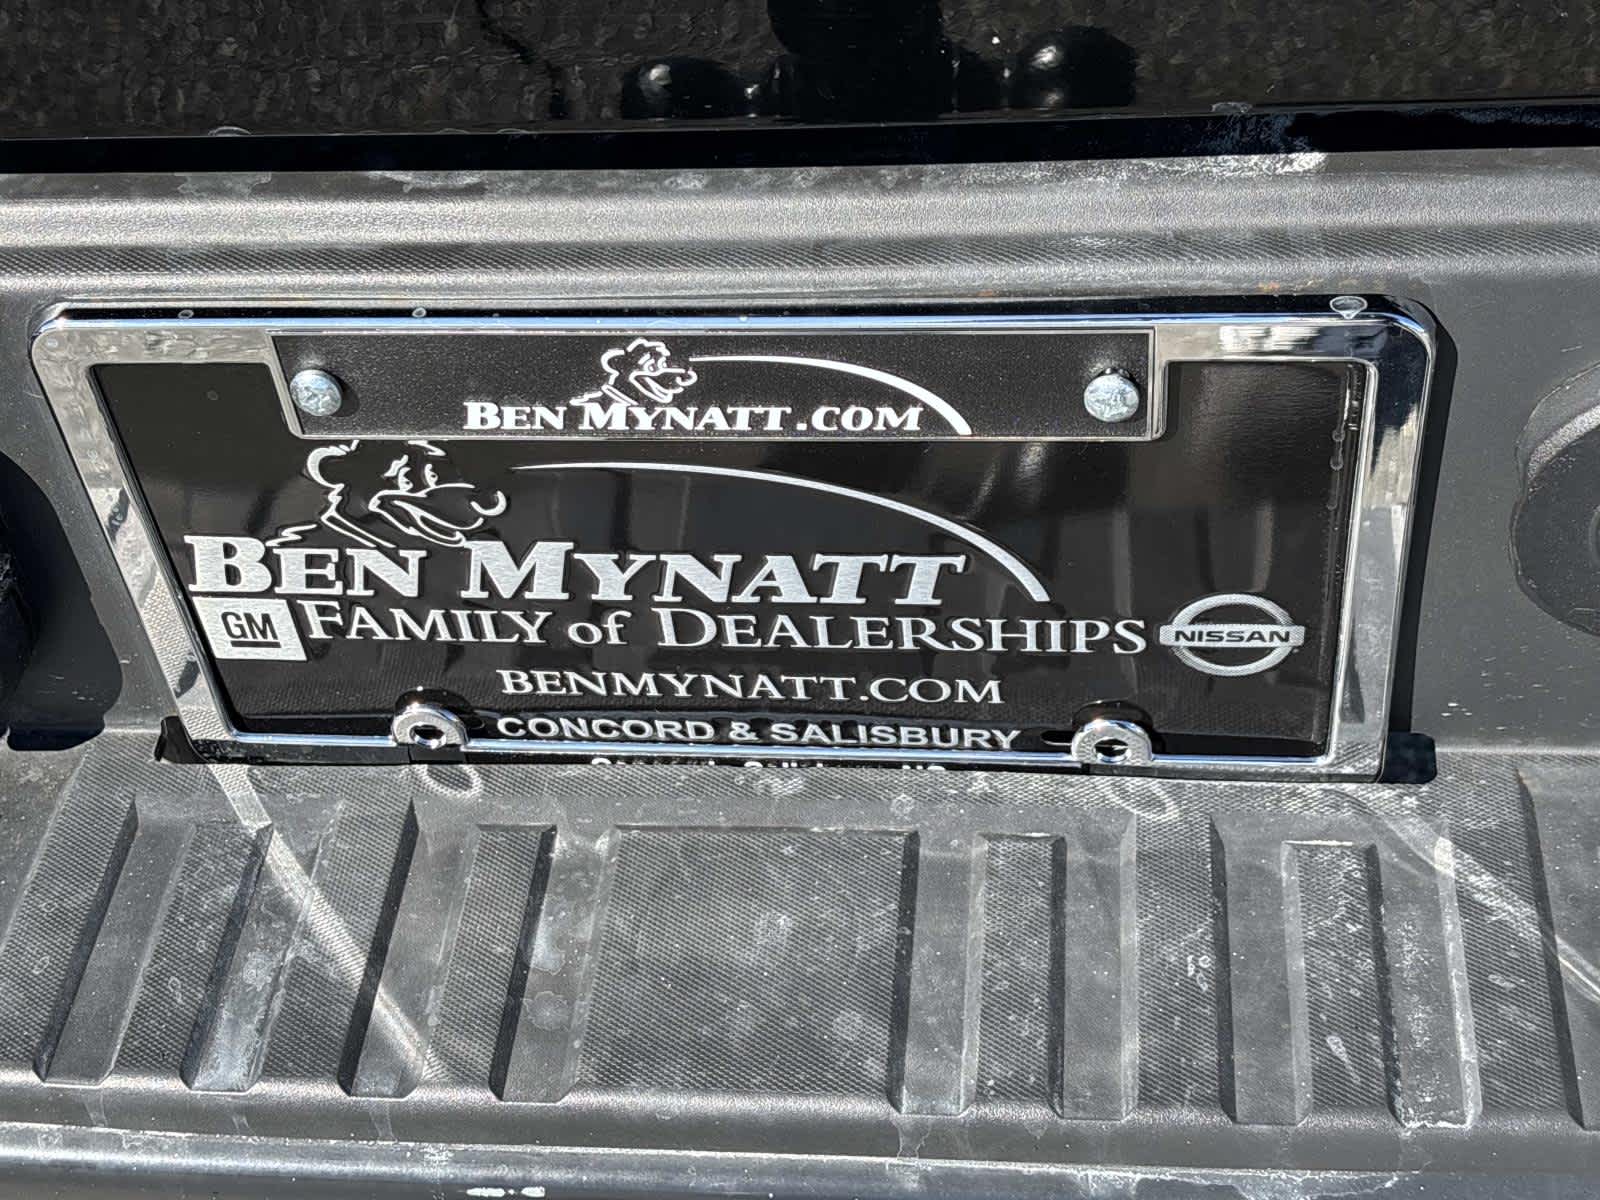 BEN MYNATT.COM
BEN MYNATT
GM FAMILY of DEALERSHIPS NISSAN
BENMYNATT.COM
CONCORD & SALISBURY